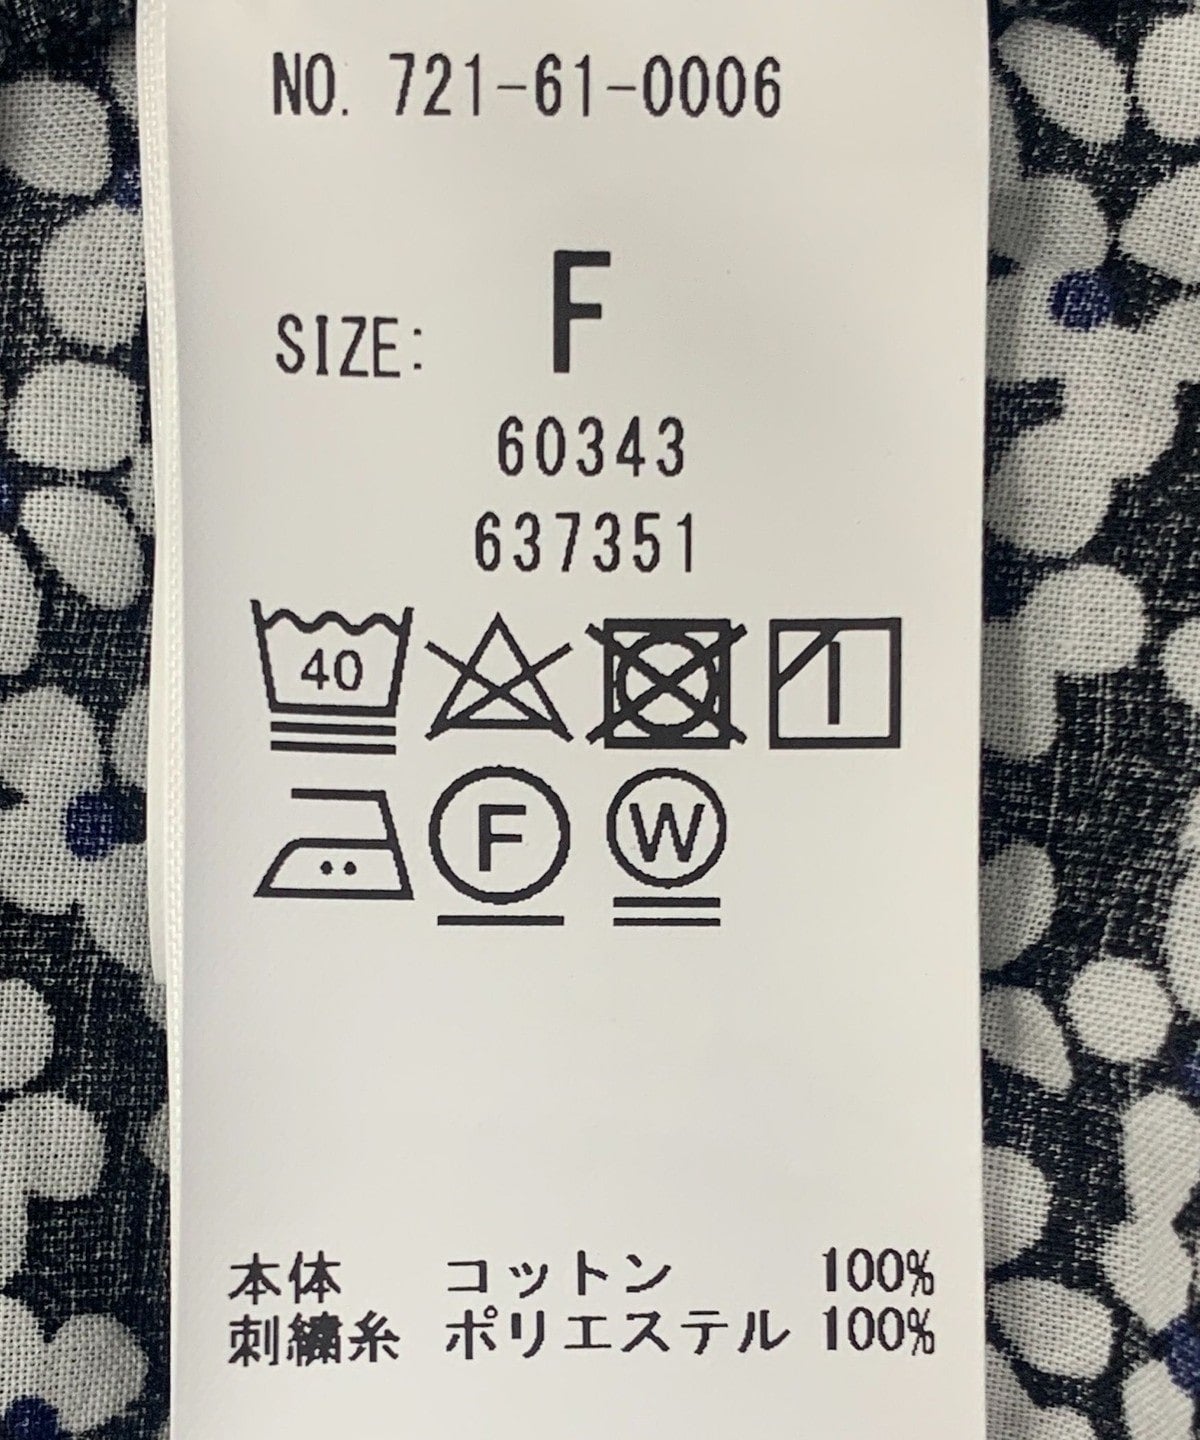 NO. 721-61-0006
SIZE: F
60343
637351
40
F W
本体 コットン 100%
刺繍糸 ポリエステル 100%